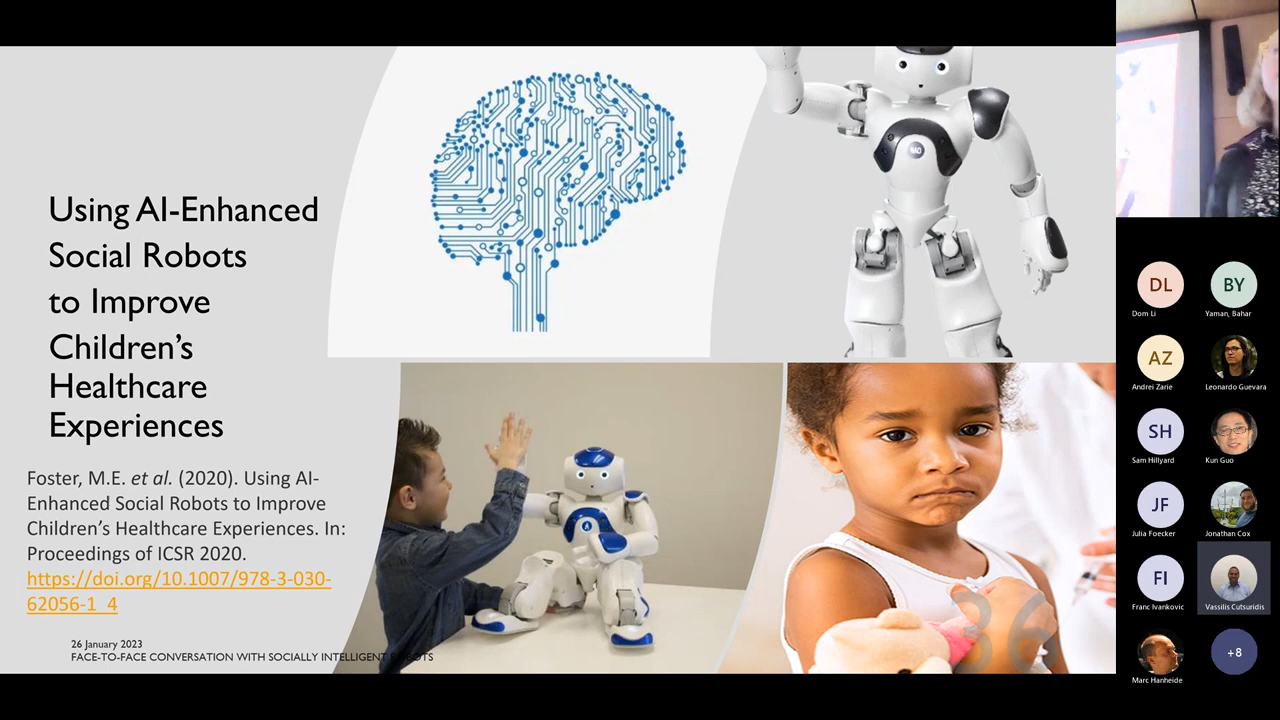 Using AI-Enhanced
Social Robots
to Improve
Children's
Healthcare
Experiences
Foster, M.E. et al. (2020). Using AI-
Enhanced Social Robots to Improve
Children's Healthcare Experiences. In:
Proceedings of ICSR 2020.
https://doi.org/10.1007/978-3-030-
62056-1_4
26 January 2023
FACE-TO-FACE CONVERSATION WITH SOCIALLY INTELLIGENT ROBOTS
36
NAO
DL
Dom Li
BY
Yaman, Bahar
AZ
Andrei Zarie
Leonardo Guevara
SH
Sam Hillyard
Kun Guo
JF
Julia Foecker
Jonathan Cox
FI
Franc Ivankovic
Vassilis Cutsuridis
Marc Hanheide
+8